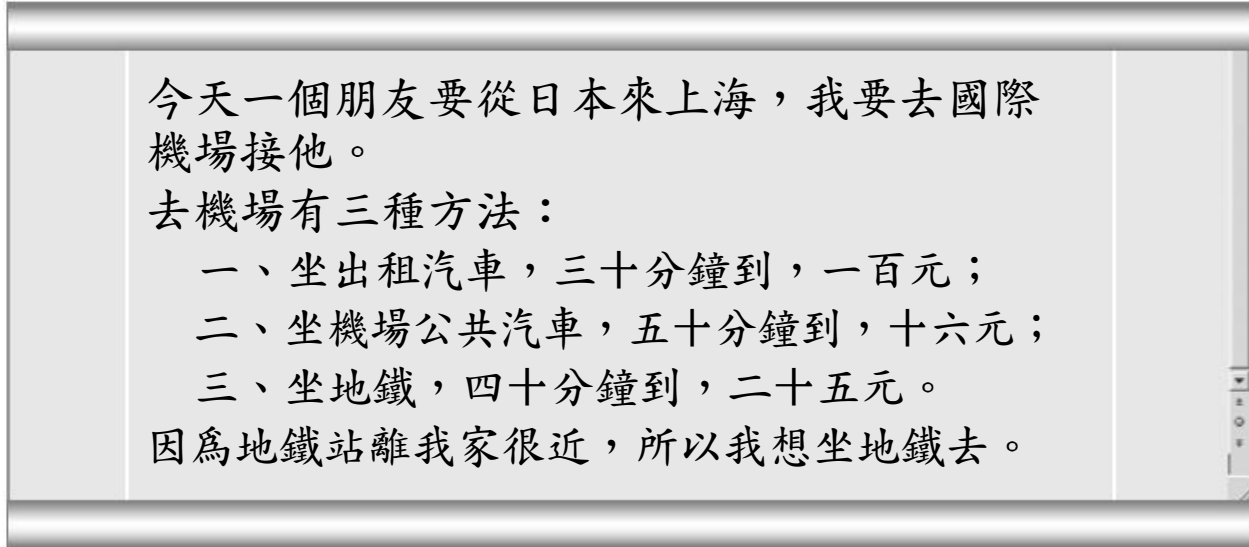 今天一個朋友要從日本來上海，我要去國際
機場接他。
去機場有三種方法：
一、坐出租汽車，三十分鐘到，一百元；
二、坐機場公共汽車，五十分鐘到，十六元；
三、坐地鐵，四十分鐘到，二十五元。
因爲地鐵站離我家很近，所以我想坐地鐵去。